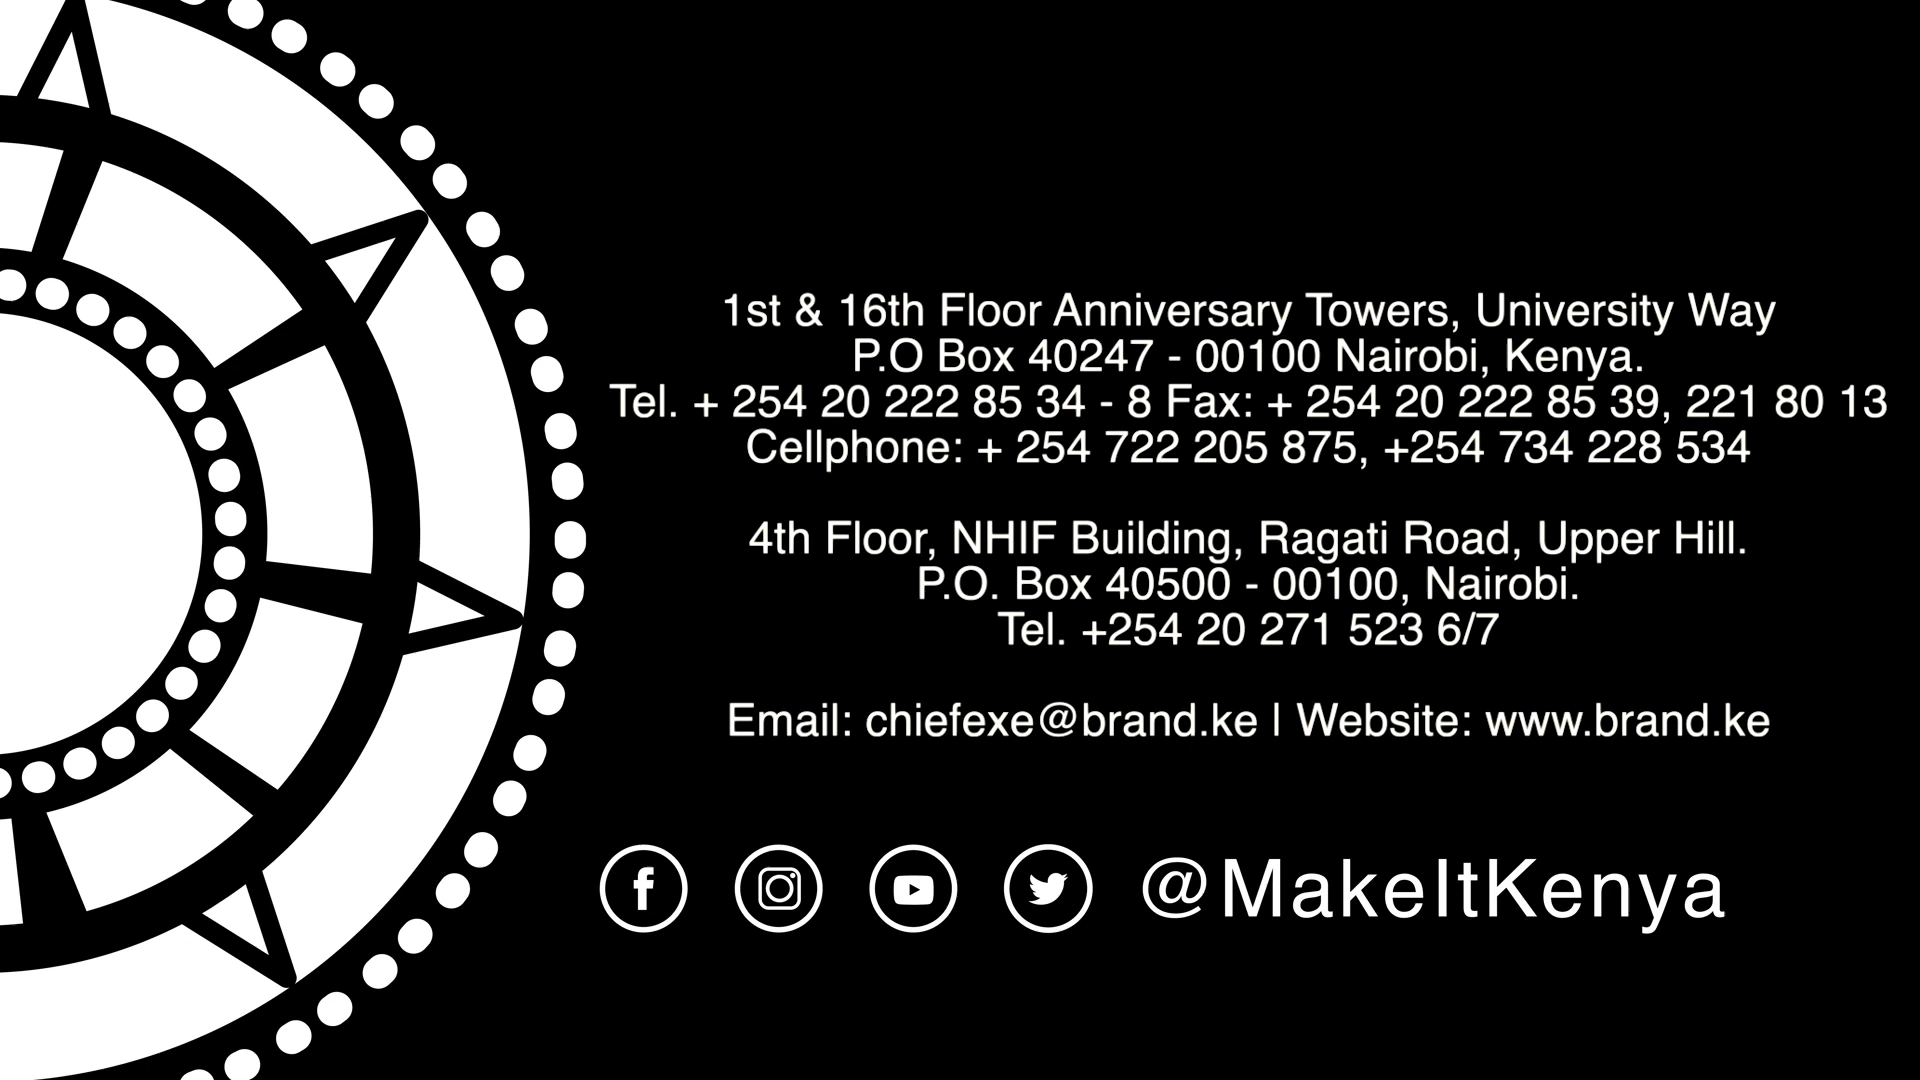 1st & 16th Floor Anniversary Towers, University Way
P.O Box 40247 - 00100 Nairobi, Kenya.
Tel. + 254 20 222 85 34 - 8 Fax: + 254 20 222 85 39, 221 80 13
Cellphone: + 254 722 205 875, +254 734 228 534
4th Floor, NHIF Building, Ragati Road, Upper Hill.
P.O. Box 40500 - 00100, Nairobi.
Tel. +254 20 271 523 6/7
Email: chiefexe@brand.ke | Website: www.brand.ke
@MakeItKenya